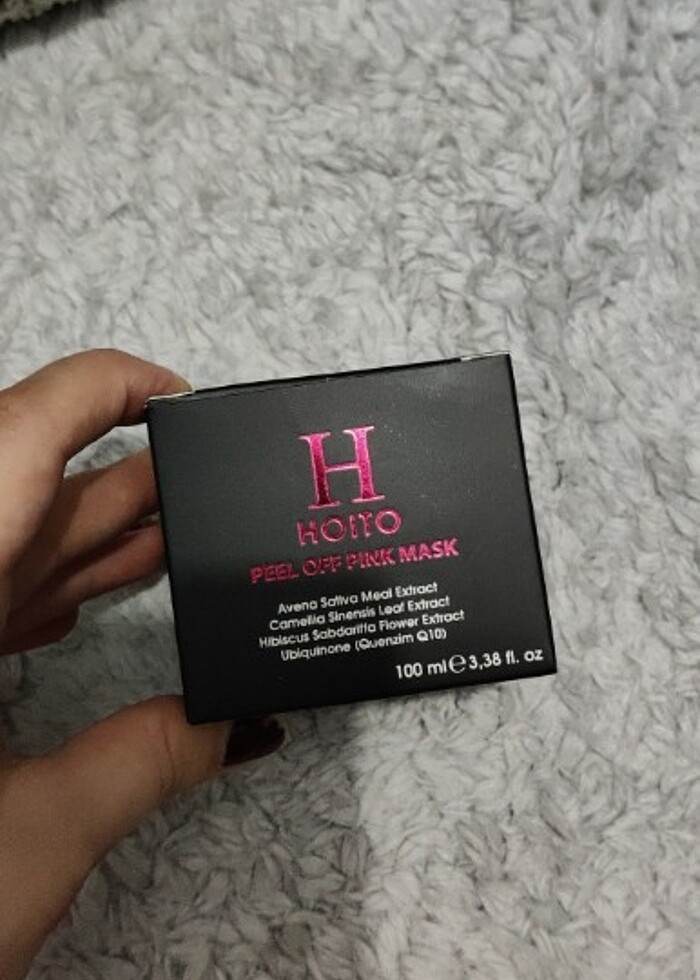 H
HOITO
PEEL OFF PINK MASK
Avena Sativa Meal Extract
Camellia Sinensis Leaf Extract
Hibiscus Sabdariffa Flower Extract
Ubiquinone (Quenzim Q10)
100 ml ℮ 3,38 fl. oz